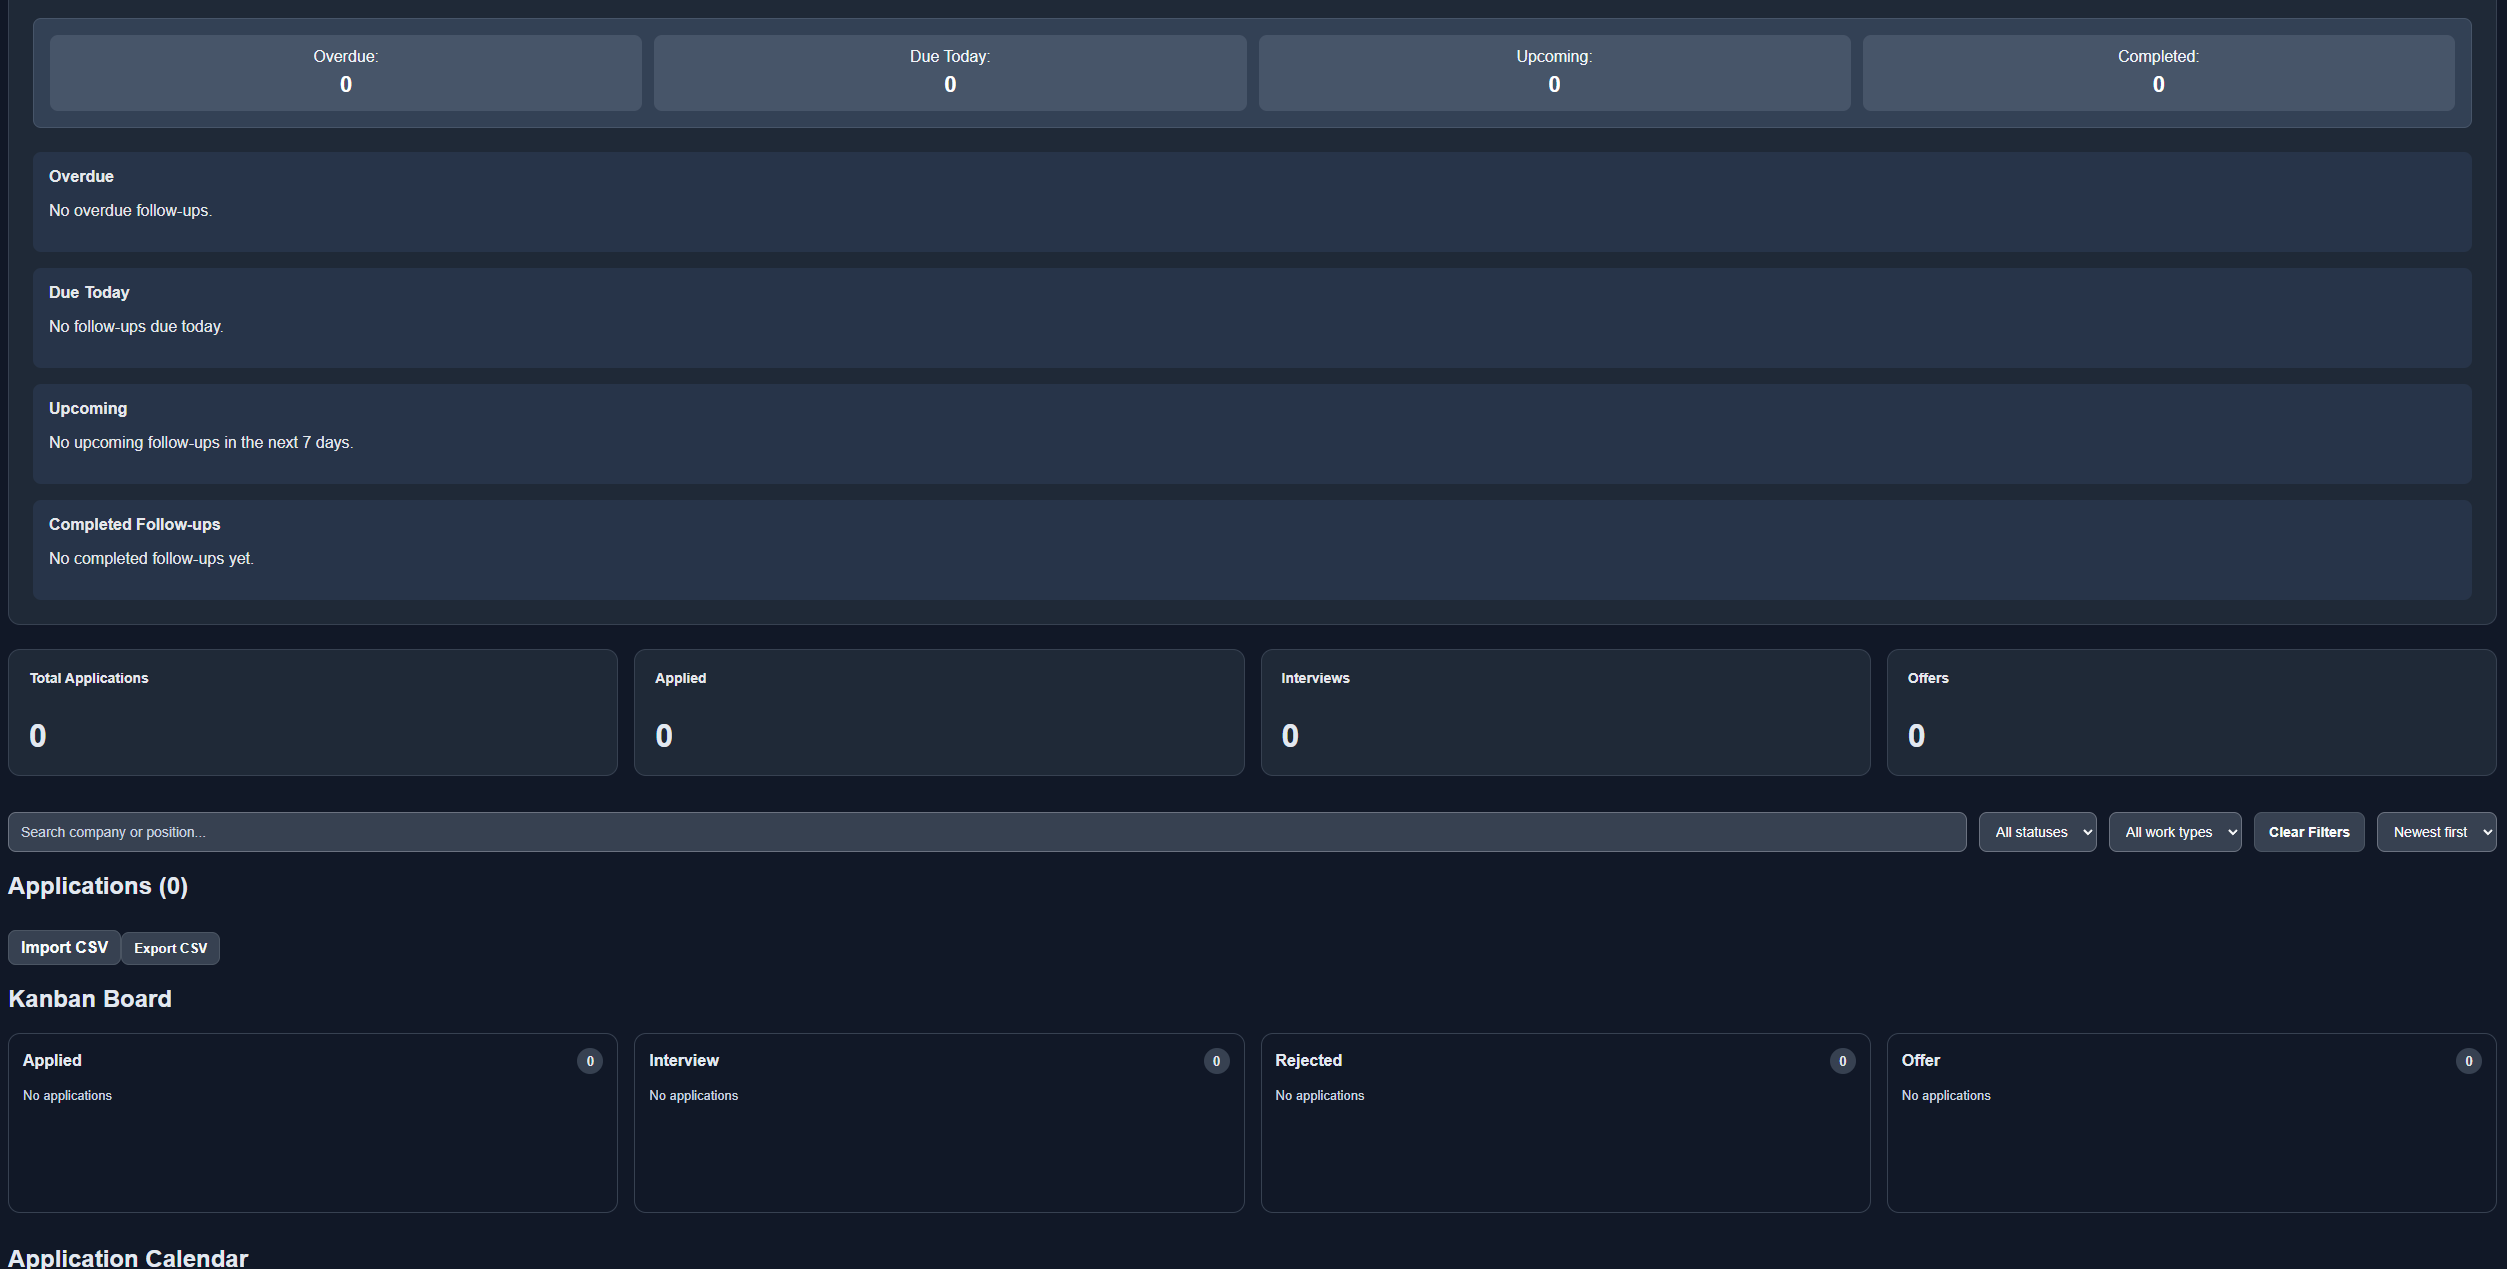 Overdue:
0
Due Today:
0
Upcoming:
0
Completed:
0
Overdue
No overdue follow-ups.
Due Today
No follow-ups due today.
Upcoming
No upcoming follow-ups in the next 7 days.
Completed Follow-ups
No completed follow-ups yet.
Total Applications
0
Applied
0
Interviews
0
Offers
0
Search company or position...
All statuses
All work types
Clear Filters
Newest first
Applications (0)
Import CSV
Export CSV
Kanban Board
Applied
0
No applications
Interview
0
No applications
Rejected
0
No applications
Offer
0
No applications
Application Calendar